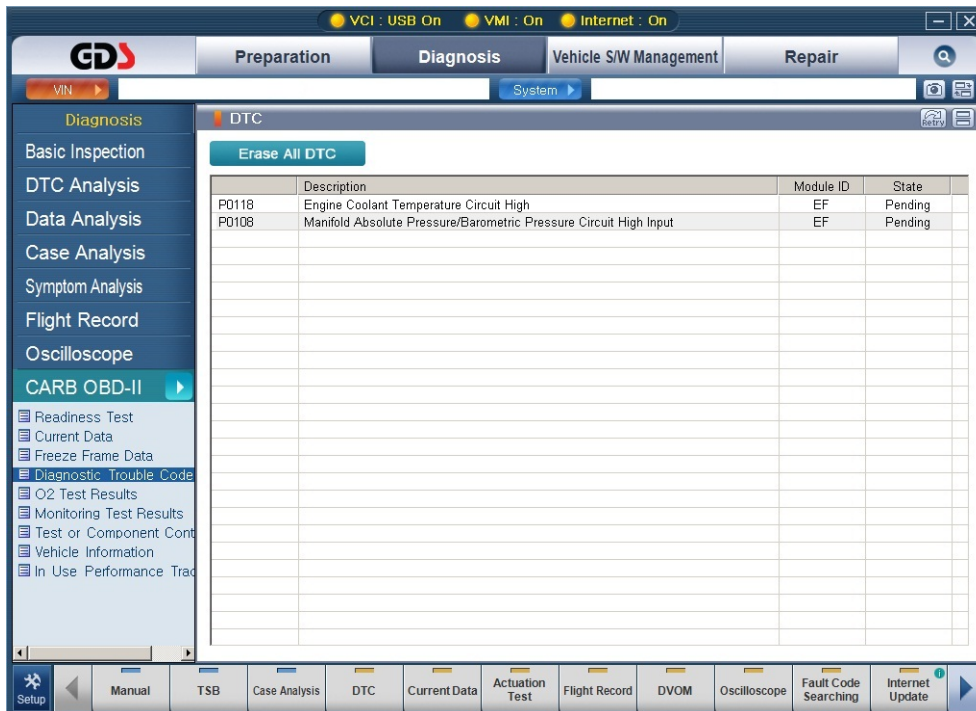 VCI : USB On VMI : On Internet : On
GDS
Preparation Diagnosis Vehicle S/W Management Repair
VIN System
Diagnosis
Basic Inspection
DTC Analysis
Data Analysis
Case Analysis
Symptom Analysis
Flight Record
Oscilloscope
CARB OBD-II
Readiness Test
Current Data
Freeze Frame Data
Diagnostic Trouble Code
O2 Test Results
Monitoring Test Results
Test or Component Cont
Vehicle Information
In Use Performance Trac
DTC
Retry
Erase All DTC
Description Module ID State
P0118 Engine Coolant Temperature Circuit High EF Pending
P0108 Manifold Absolute Pressure/Barometric Pressure Circuit High Input EF Pending
Setup
Manual
TSB
Case Analysis
DTC
Current Data
Actuation
Test
Flight Record
DVOM
Oscilloscope
Fault Code
Searching
Internet
Update